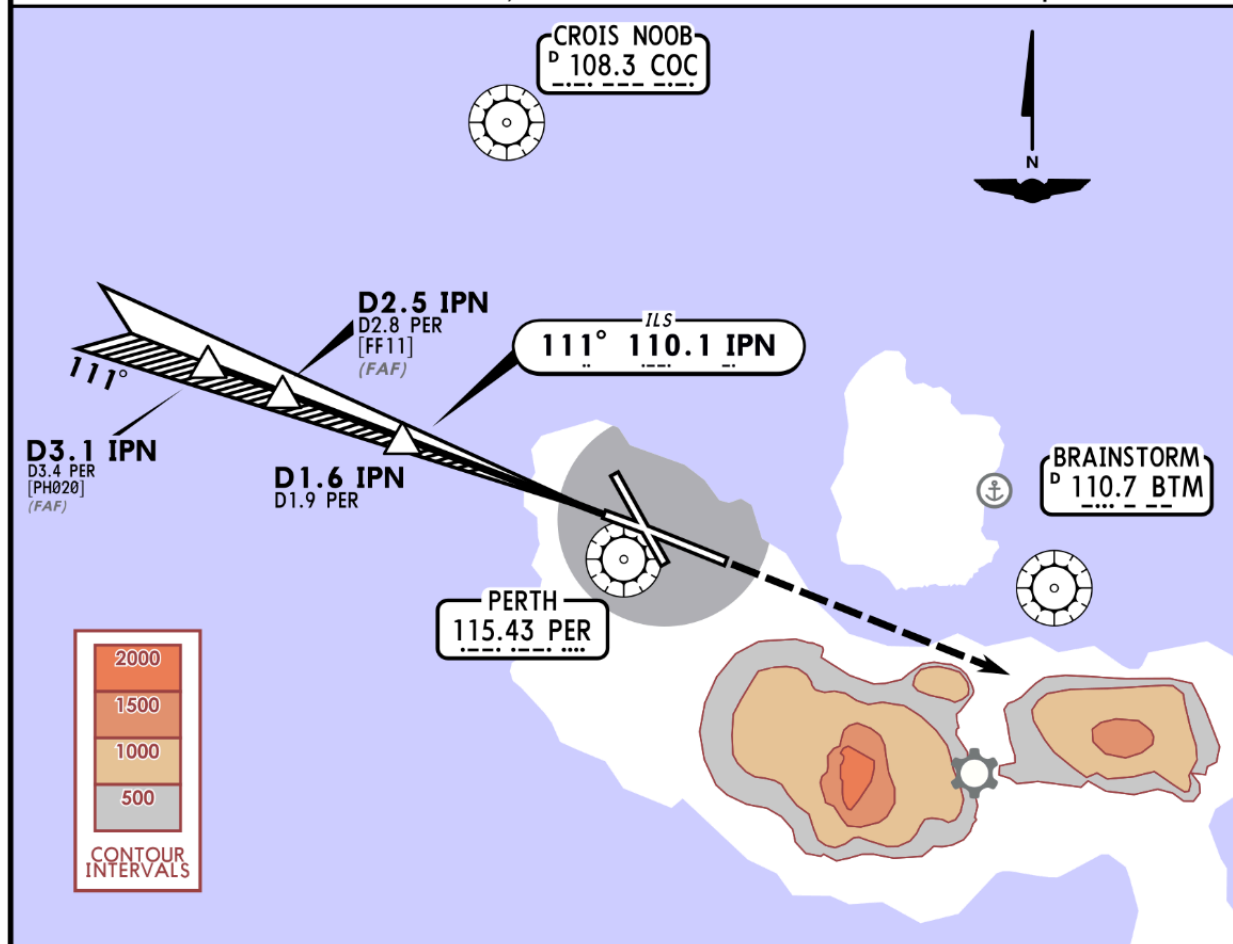 CROIS NOOB
D 108.3 COC
N
D2.5 IPN
D2.8 PER
[FF11]
(FAF)
ILS
111° 110.1 IPN
111°
D3.1 IPN
D3.4 PER
[PH020]
(FAF)
D1.6 IPN
D1.9 PER
BRAINSTORM
D 110.7 BTM
PERTH
115.43 PER
2000
1500
1000
500
CONTOUR
INTERVALS